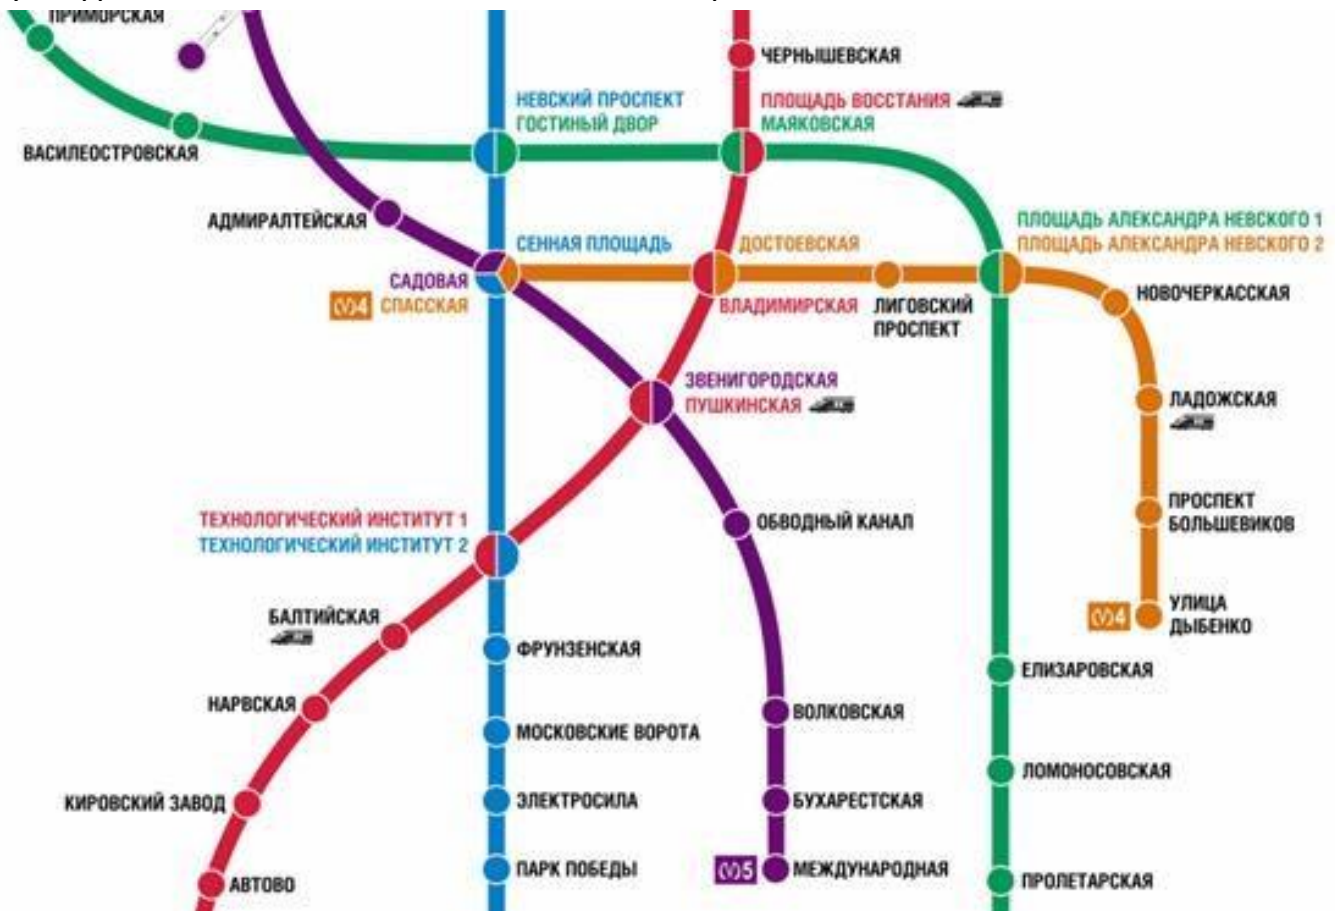 ПРИМОРСКАЯ
ЧЕРНЫШЕВСКАЯ
НЕВСКИЙ ПРОСПЕКТ
ГОСТИНЫЙ ДВОР
ПЛОЩАДЬ ВОССТАНИЯ
МАЯКОВСКАЯ
ВАСИЛЕОСТРОВСКАЯ
АДМИРАЛТЕЙСКАЯ
СЕННАЯ ПЛОЩАДЬ
ДОСТОЕВСКАЯ
ПЛОЩАДЬ АЛЕКСАНДРА НЕВСКОГО 1
ПЛОЩАДЬ АЛЕКСАНДРА НЕВСКОГО 2
САДОВАЯ
4 СПАССКАЯ
ВЛАДИМИРСКАЯ
ЛИГОВСКИЙ
ПРОСПЕКТ
НОВОЧЕРКАССКАЯ
ЗВЕНИГОРОДСКАЯ
ПУШКИНСКАЯ
ЛАДОЖСКАЯ
ТЕХНОЛОГИЧЕСКИЙ ИНСТИТУТ 1
ТЕХНОЛОГИЧЕСКИЙ ИНСТИТУТ 2
ОБВОДНЫЙ КАНАЛ
ПРОСПЕКТ
БОЛЬШЕВИКОВ
БАЛТИЙСКАЯ
4 УЛИЦА
ДЫБЕНКО
ФРУНЗЕНСКАЯ
ЕЛИЗАРОВСКАЯ
НАРВСКАЯ
МОСКОВСКИЕ ВОРОТА
ВОЛКОВСКАЯ
ЛОМОНОСОВСКАЯ
КИРОВСКИЙ ЗАВОД
ЭЛЕКТРОСИЛА
БУХАРЕСТСКАЯ
АВТОВО
ПАРК ПОБЕДЫ
5 МЕЖДУНАРОДНАЯ
ПРОЛЕТАРСКАЯ